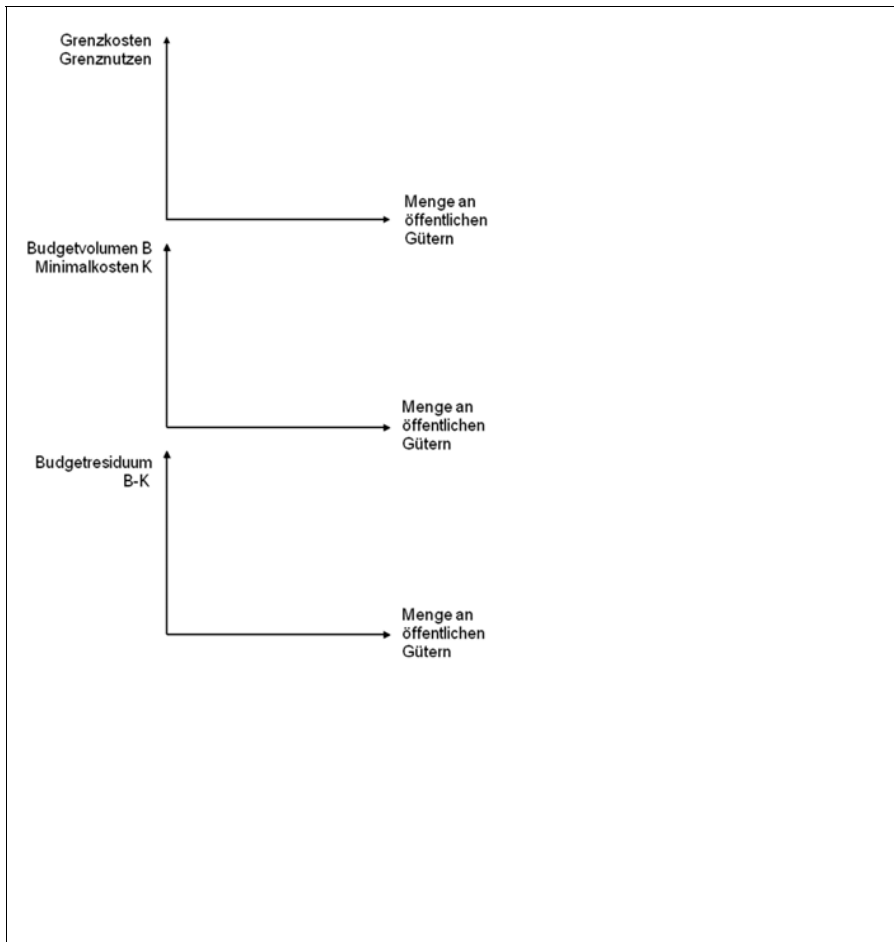 Grenzkosten
Grenznutzen
Menge an
öffentlichen
Gütern
Budgetvolumen B
Minimalkosten K
Menge an
öffentlichen
Gütern
Budgetresiduum
B-K
Menge an
öffentlichen
Gütern